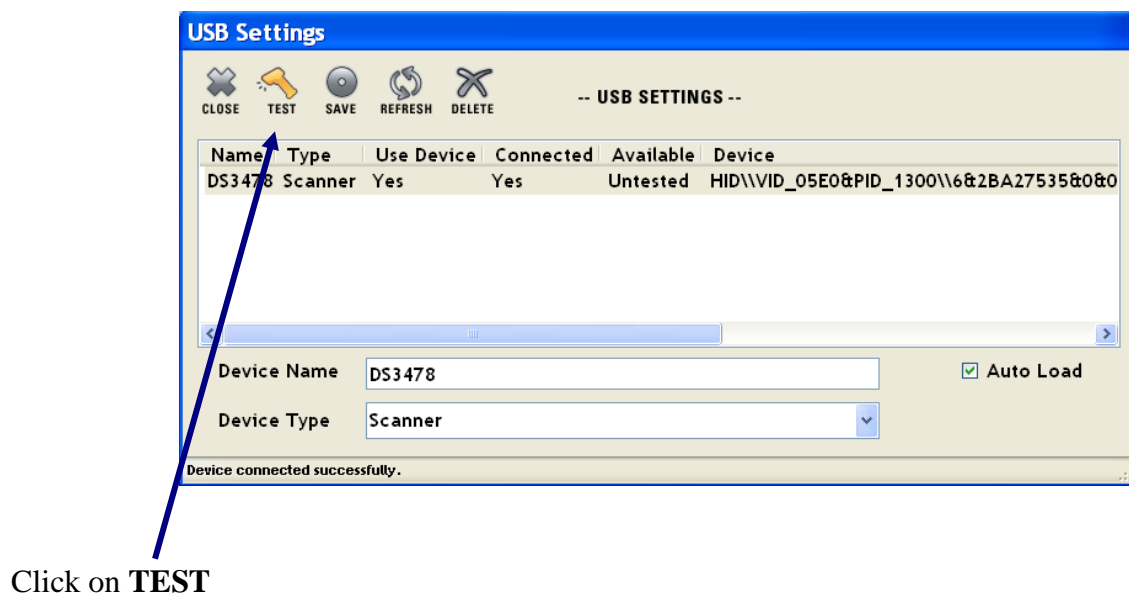 USB Settings
CLOSE TEST SAVE REFRESH DELETE -- USB SETTINGS --
Name Type Use Device Connected Available Device
DS3478 Scanner Yes Yes Untested HID\\VID_05E0&PID_1300\\6&2BA27535&0&0
Device Name DS3478 Auto Load
Device Type Scanner
Device connected successfully.
Click on TEST